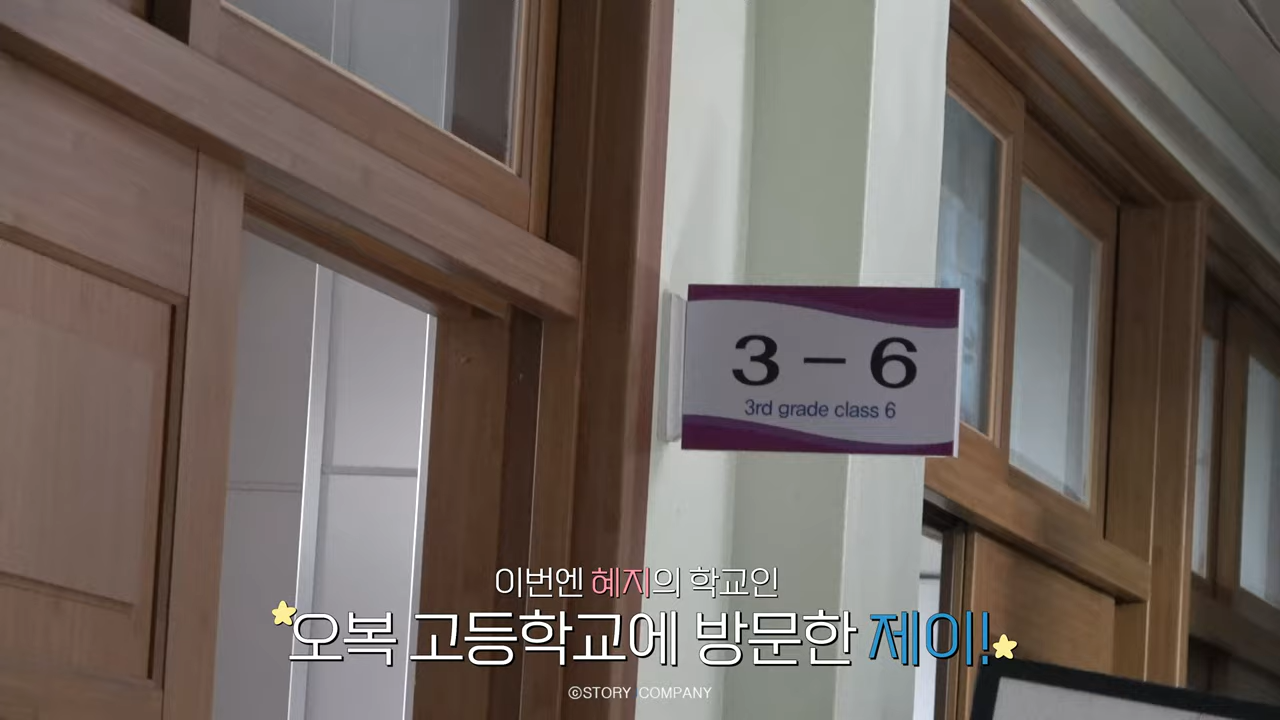 3 – 6
3rd grade class 6
이번엔 혜지의 학교인
오복 고등학교에 방문한 제이!
©STORY COMPANY